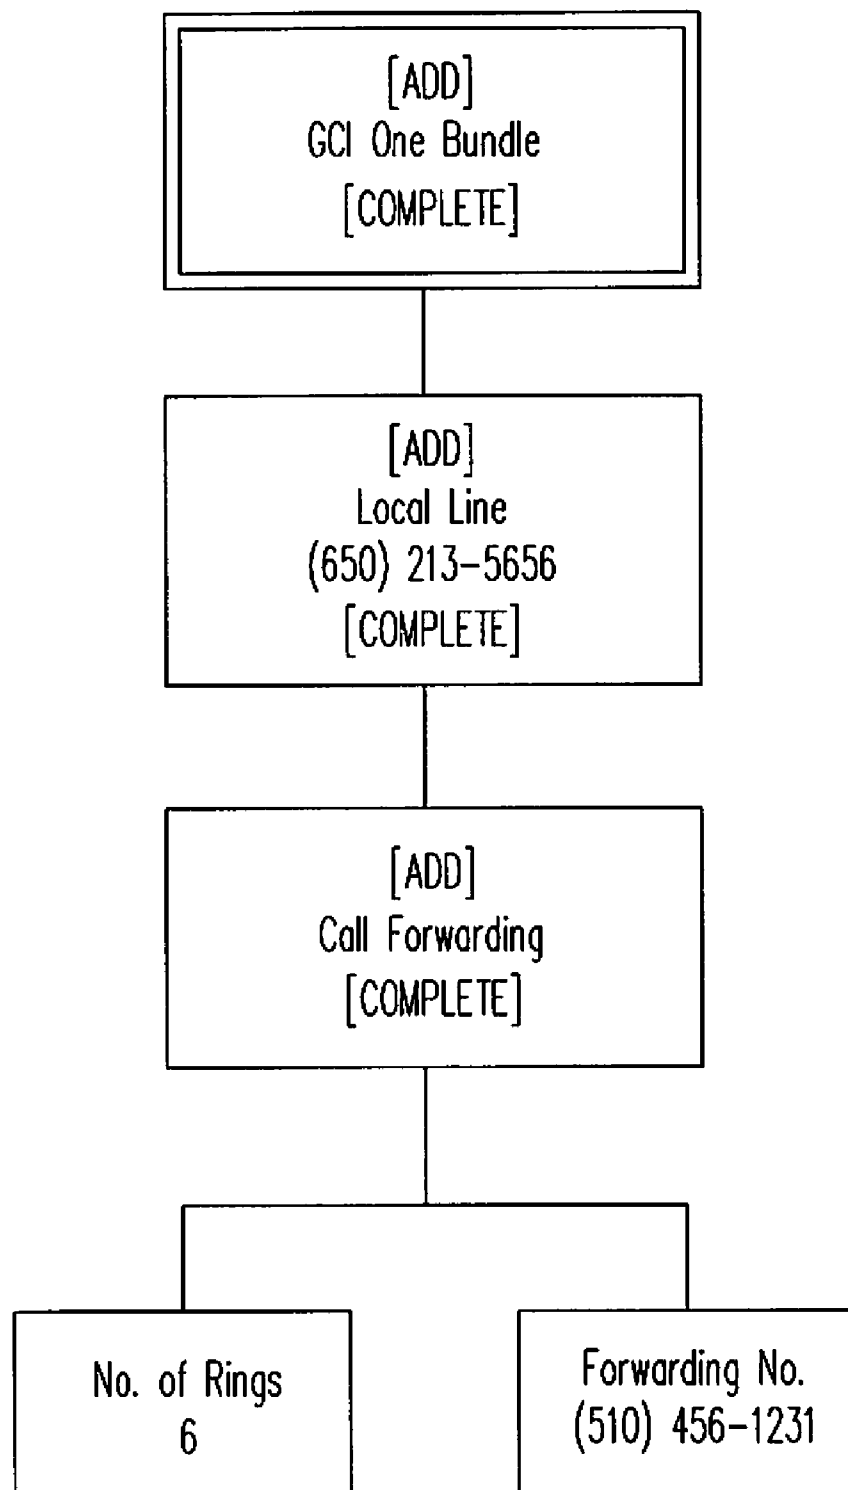 [ADD]
GCI One Bundle
[COMPLETE]
[ADD]
Local Line
(650) 213-5656
[COMPLETE]
[ADD]
Call Forwarding
[COMPLETE]
No. of Rings
6
Forwarding No.
(510) 456-1231